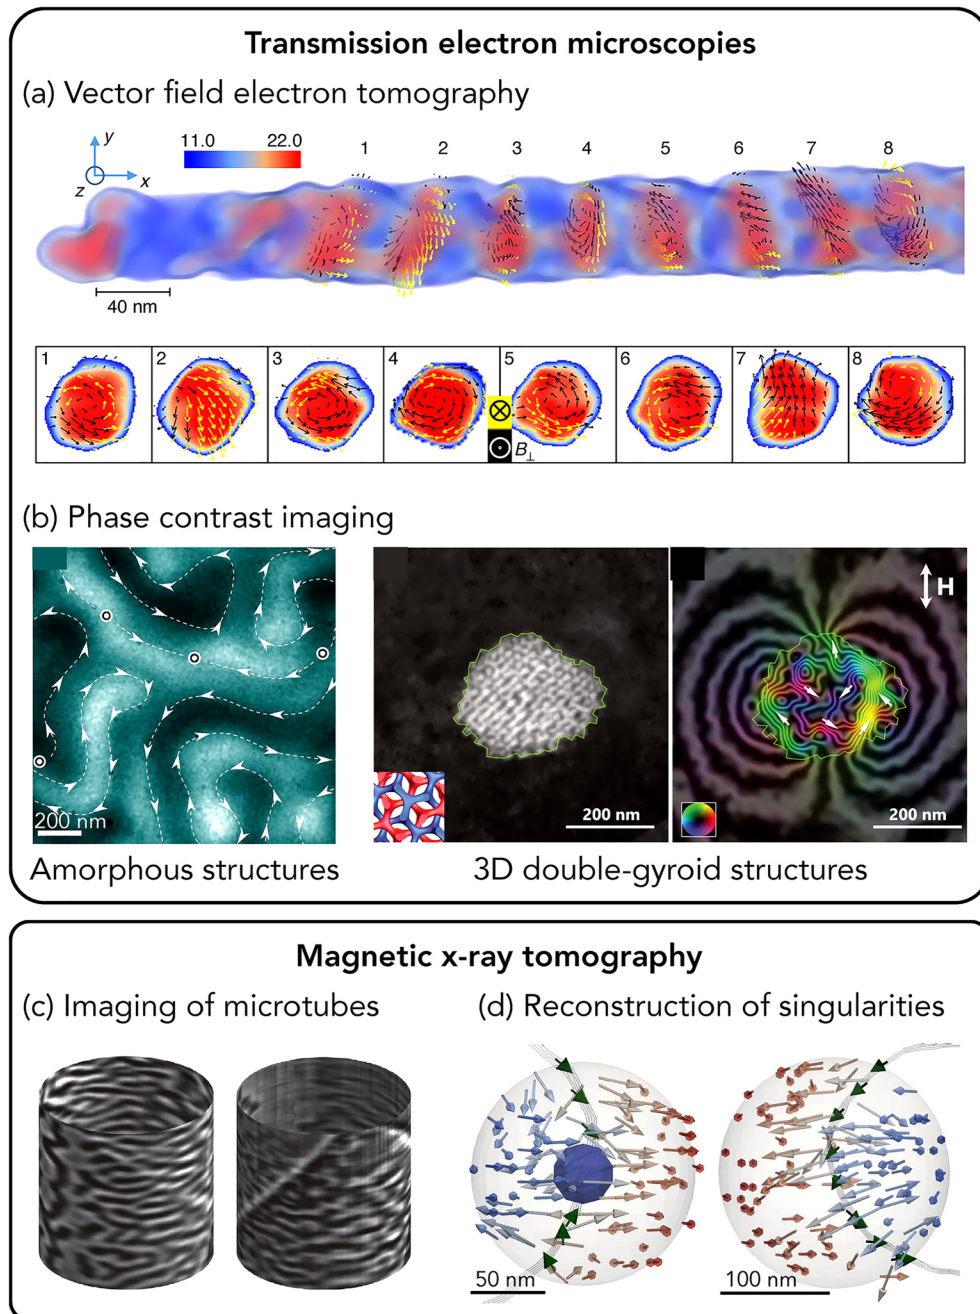 Transmission electron microscopies
(a) Vector field electron tomography
y
z x
11.0 22.0
1 2 3 4 5 6 7 8
40 nm
1 2 3 4 5 6 7 8
B⊥
(b) Phase contrast imaging
H
200 nm 200 nm 200 nm
Amorphous structures 3D double-gyroid structures
Magnetic x-ray tomography
(c) Imaging of microtubes (d) Reconstruction of singularities
50 nm 100 nm